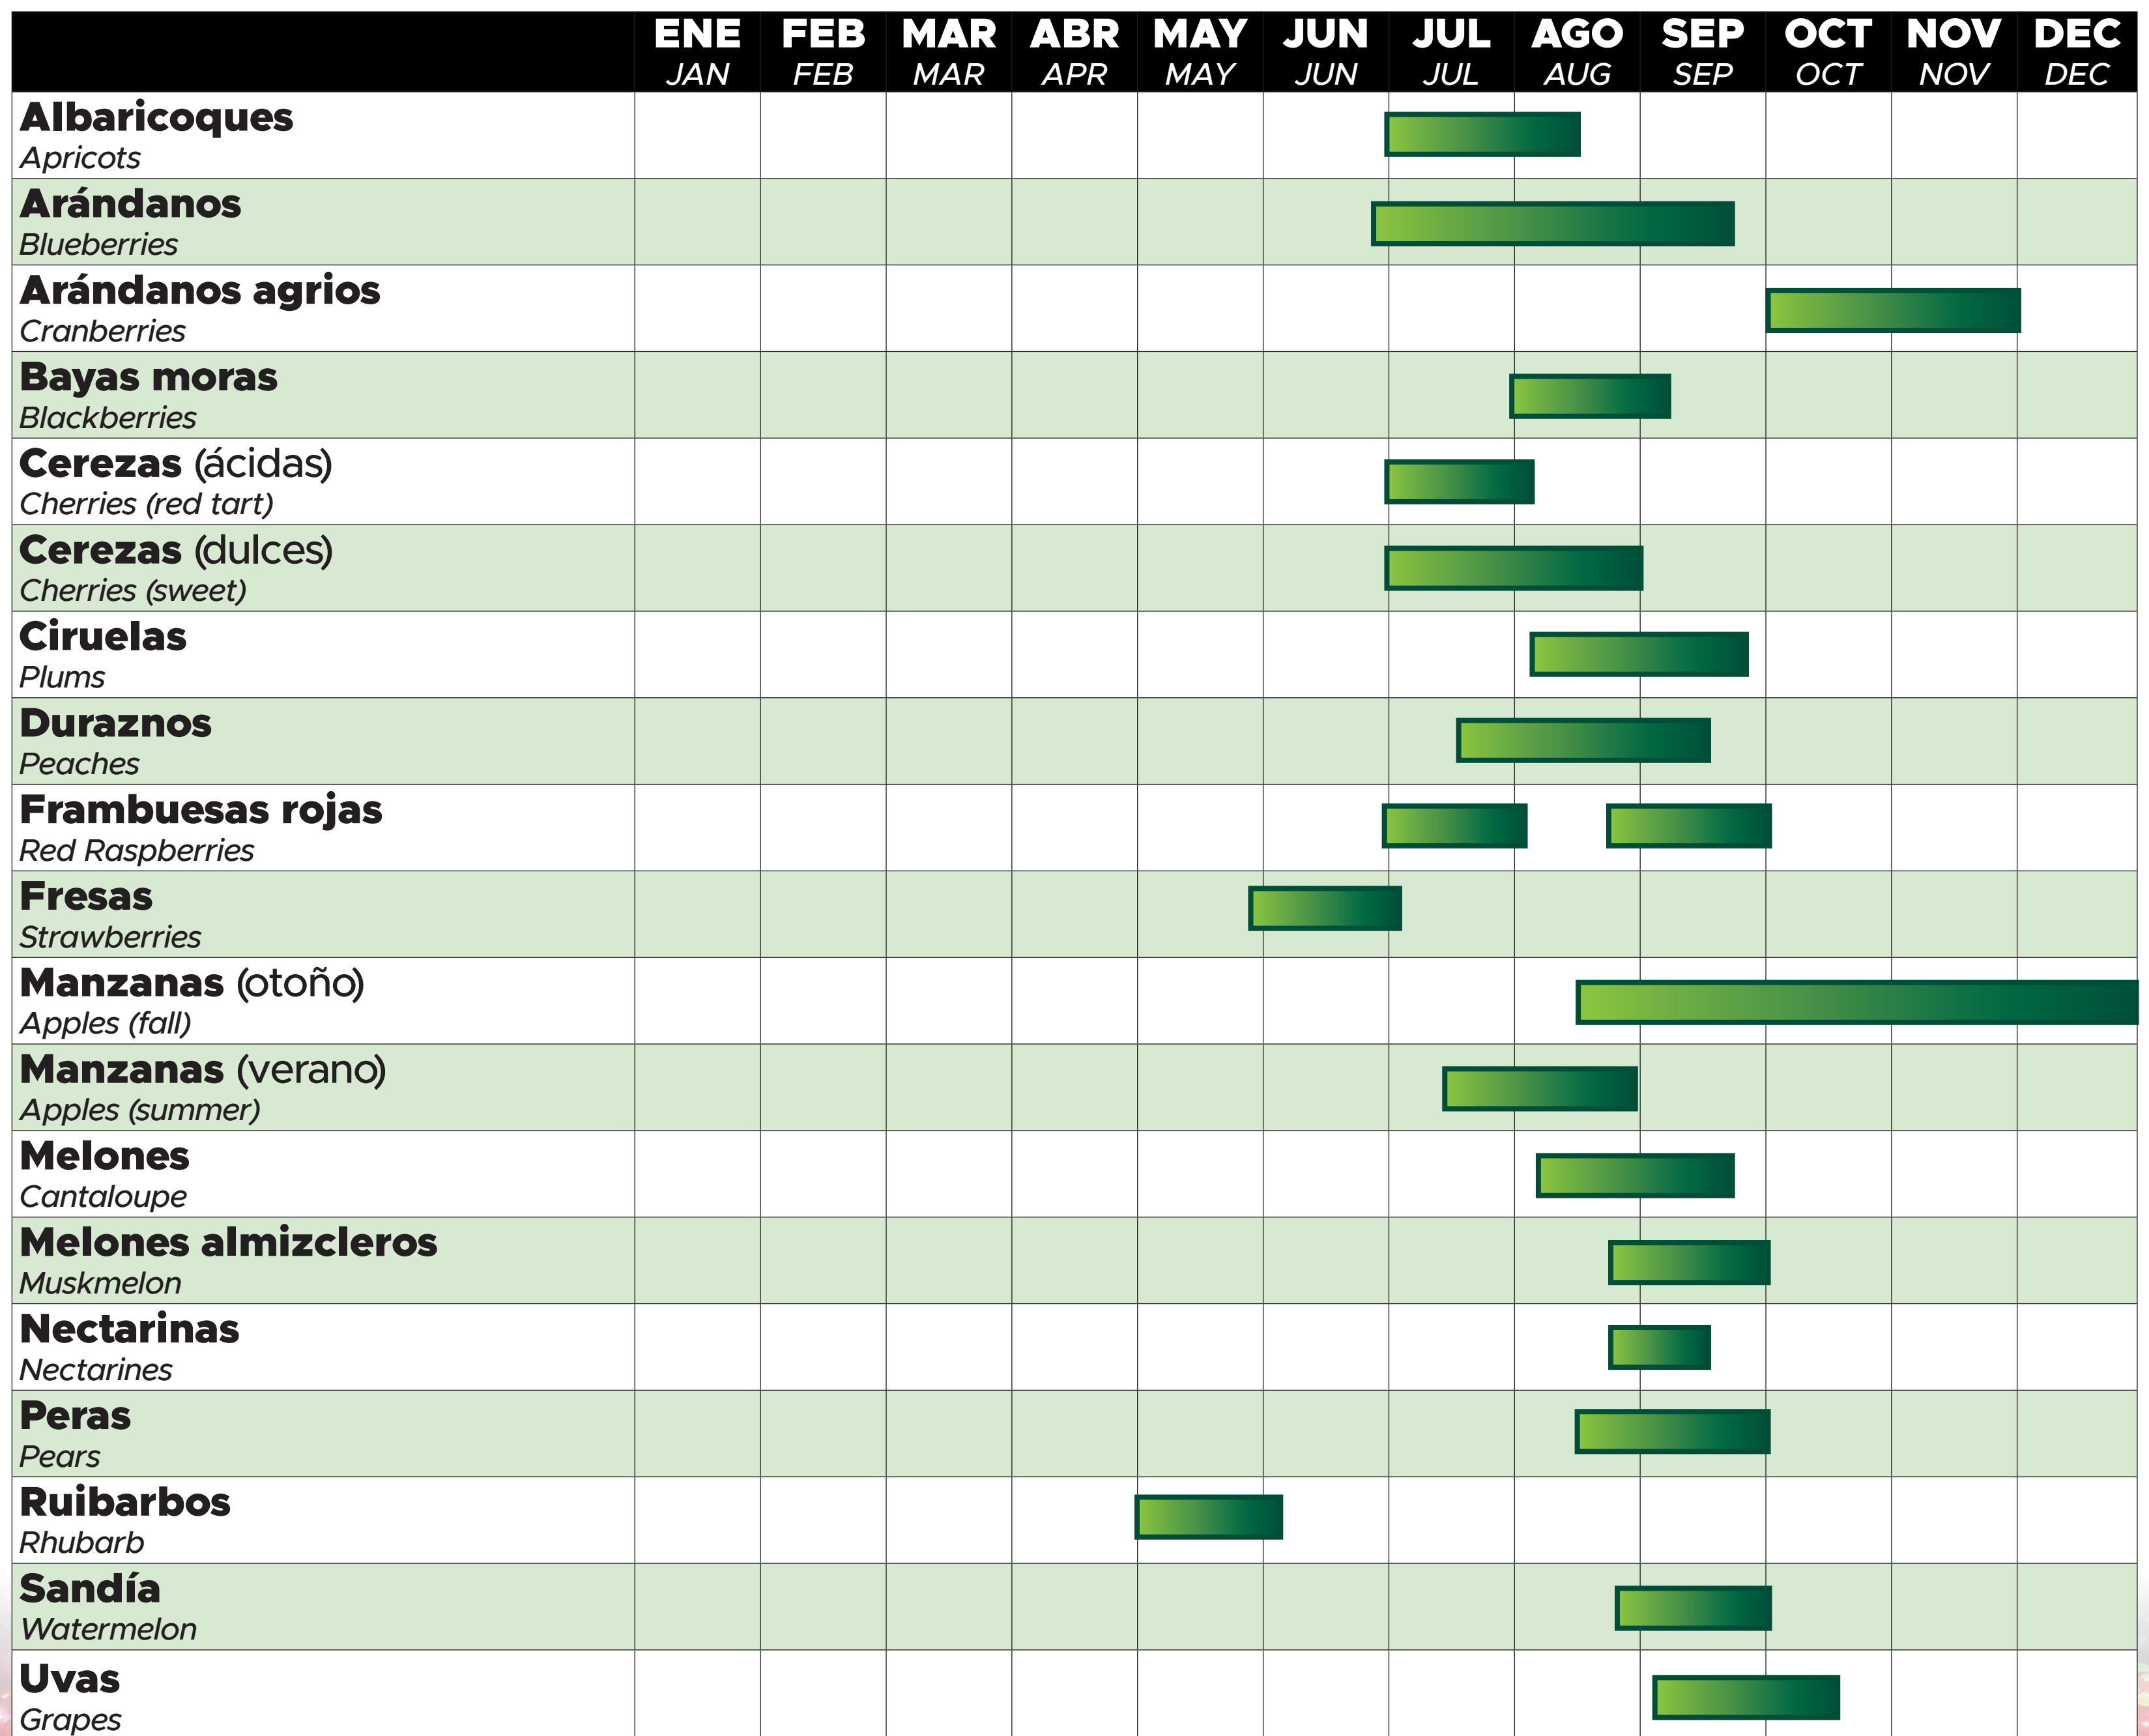 ENE FEB MAR ABR MAY JUN JUL AGO SEP OCT NOV DEC
JAN FEB MAR APR MAY JUN JUL AUG SEP OCT NOV DEC
Albaricoques
Apricots
Arándanos
Blueberries
Arándanos agrios
Cranberries
Bayas moras
Blackberries
Cerezas (ácidas)
Cherries (red tart)
Cerezas (dulces)
Cherries (sweet)
Ciruelas
Plums
Duraznos
Peaches
Frambuesas rojas
Red Raspberries
Fresas
Strawberries
Manzanas (otoño)
Apples (fall)
Manzanas (verano)
Apples (summer)
Melones
Cantaloupe
Melones almizcleros
Muskmelon
Nectarinas
Nectarines
Peras
Pears
Ruibarbos
Rhubarb
Sandía
Watermelon
Uvas
Grapes